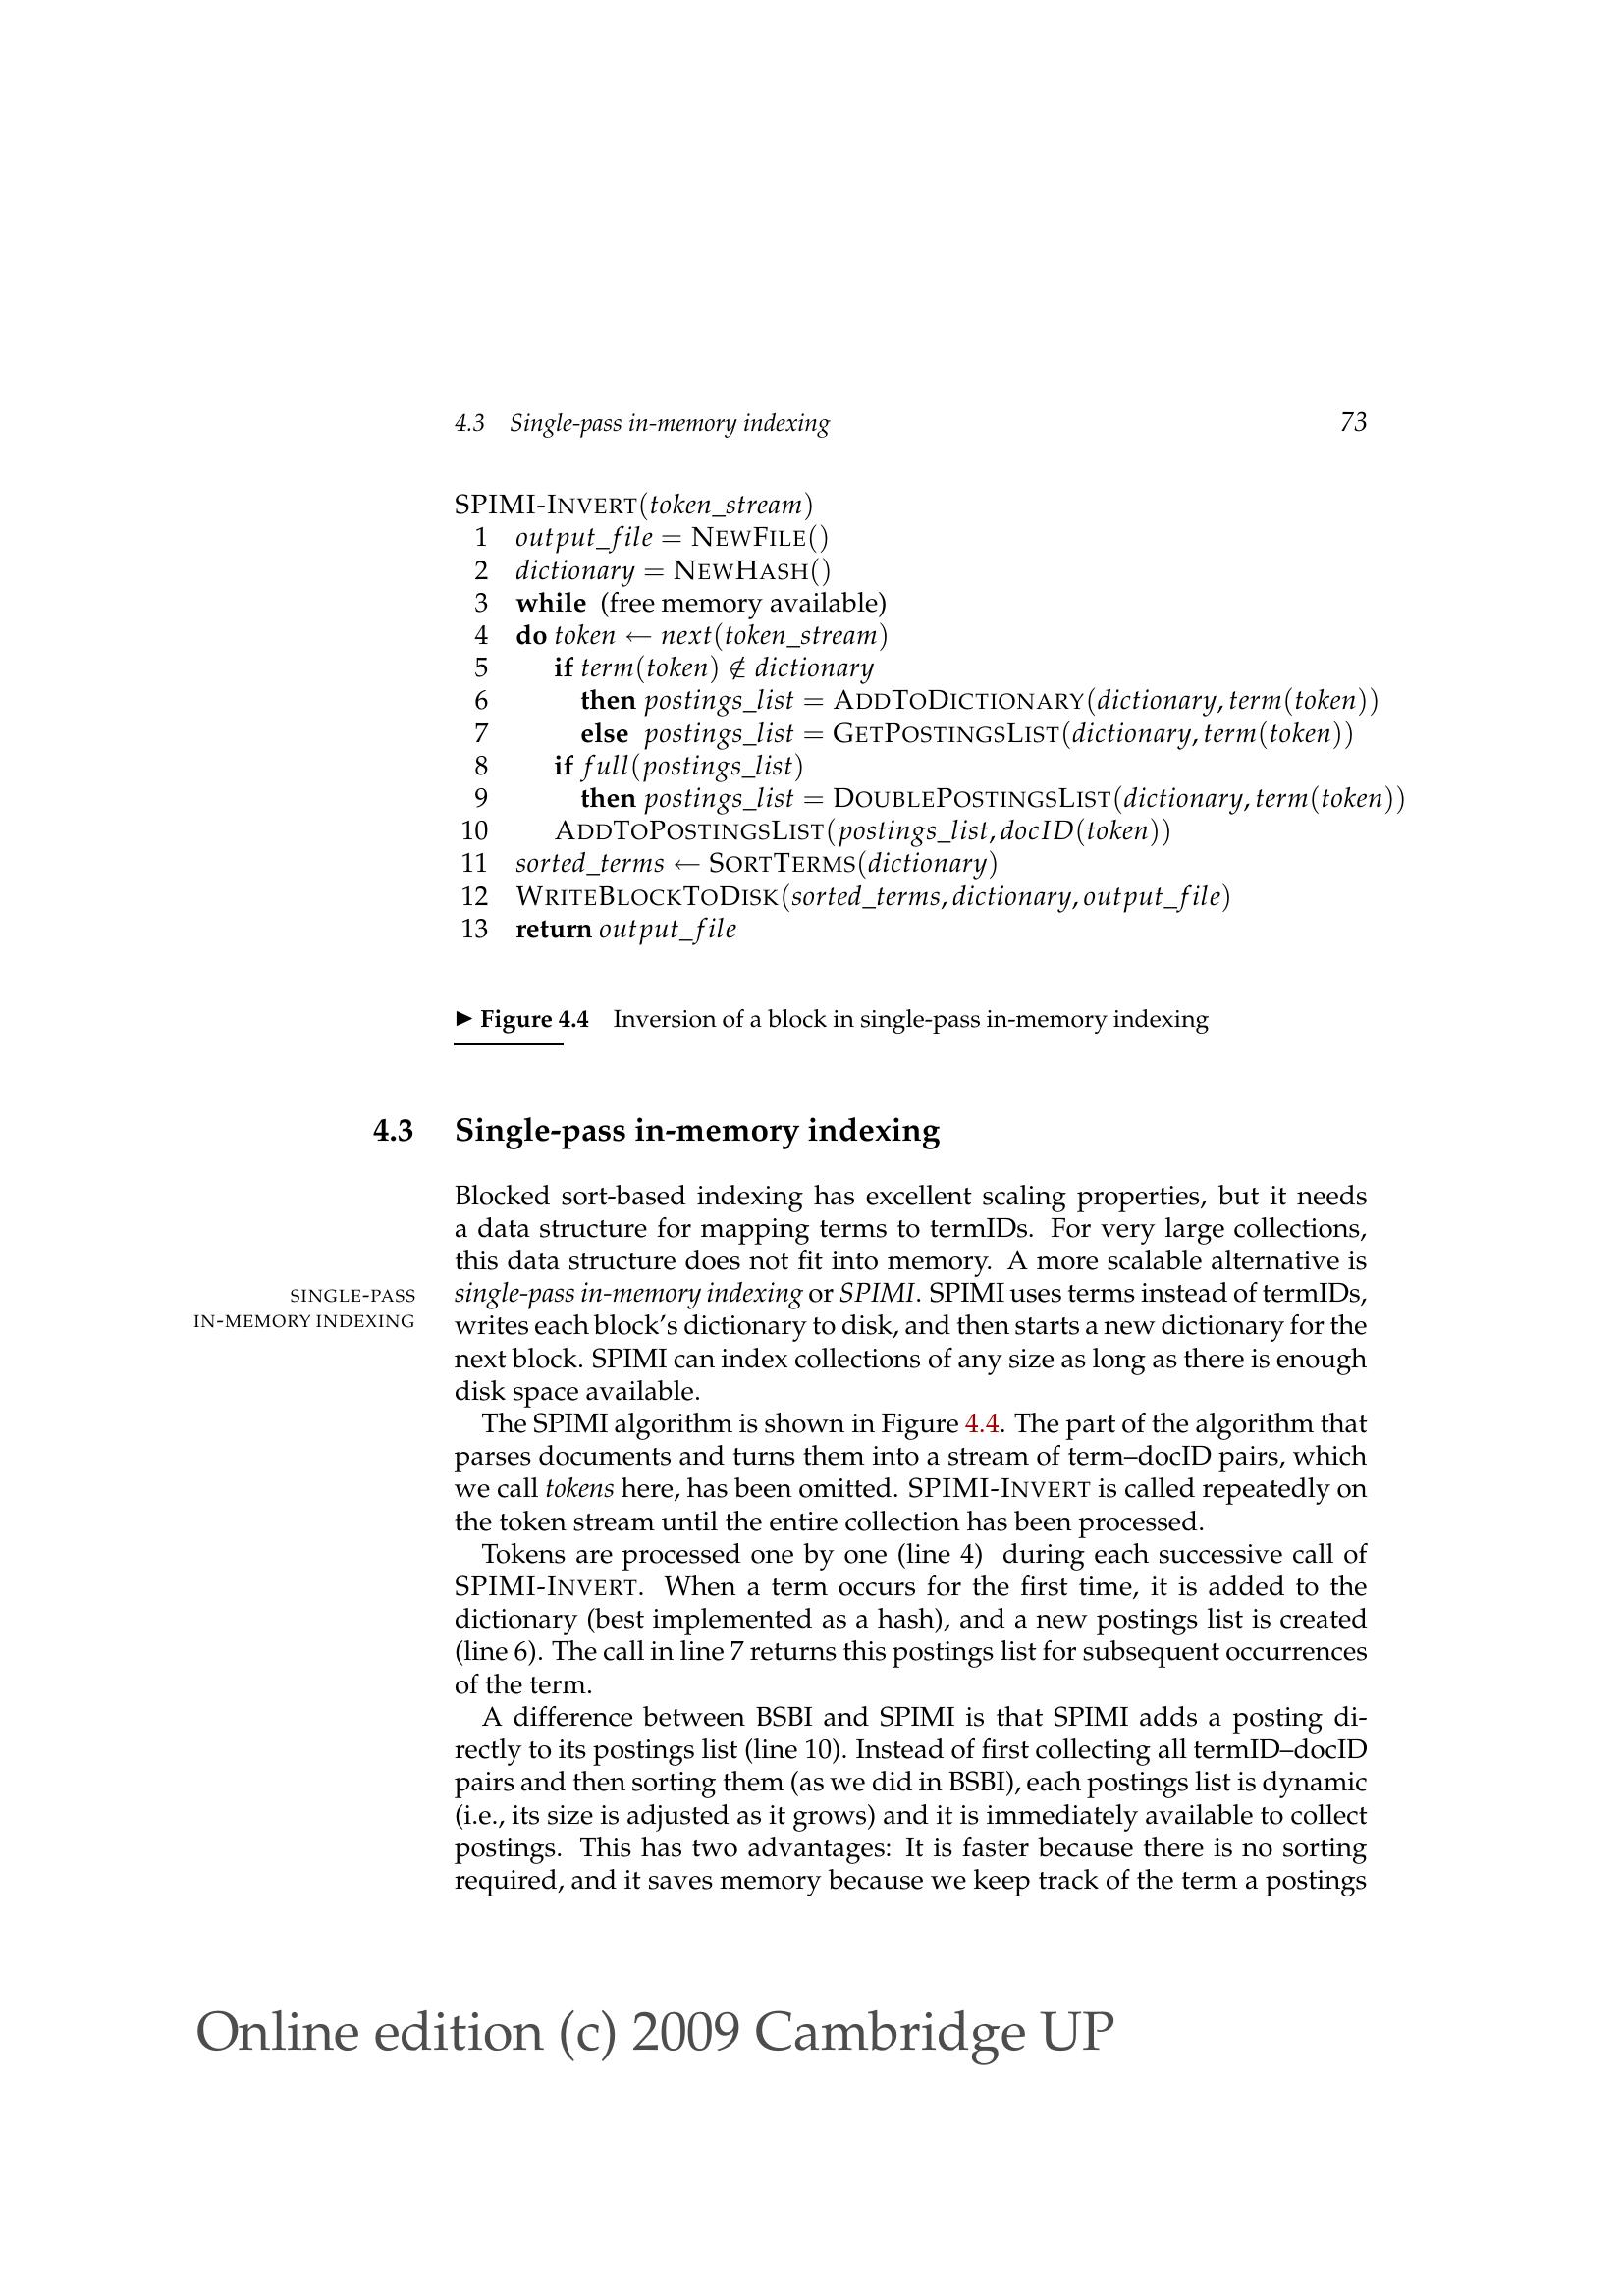 4.3 Single-pass in-memory indexing 73
SPIMI-INVERT(token_stream)
1 output_file = NEWFILE()
2 dictionary = NEWHASH()
3 while (free memory available)
4 do token ← next(token_stream)
5 if term(token) ∉ dictionary
6 then postings_list = ADDTODICTIONARY(dictionary, term(token))
7 else postings_list = GETPOSTINGSLIST(dictionary, term(token))
8 if full(postings_list)
9 then postings_list = DOUBLEPOSTINGSLIST(dictionary, term(token))
10 ADDTOPOSTINGSLIST(postings_list, docID(token))
11 sorted_terms ← SORTTERMS(dictionary)
12 WRITEBLOCKTODISK(sorted_terms, dictionary, output_file)
13 return output_file
▶ Figure 4.4 Inversion of a block in single-pass in-memory indexing
4.3 Single-pass in-memory indexing
Blocked sort-based indexing has excellent scaling properties, but it needs
a data structure for mapping terms to termIDs. For very large collections,
this data structure does not fit into memory. A more scalable alternative is
SINGLE-PASS
IN-MEMORY INDEXING
single-pass in-memory indexing or SPIMI. SPIMI uses terms instead of termIDs,
writes each block's dictionary to disk, and then starts a new dictionary for the
next block. SPIMI can index collections of any size as long as there is enough
disk space available.
The SPIMI algorithm is shown in Figure 4.4. The part of the algorithm that
parses documents and turns them into a stream of term–docID pairs, which
we call tokens here, has been omitted. SPIMI-INVERT is called repeatedly on
the token stream until the entire collection has been processed.
Tokens are processed one by one (line 4) during each successive call of
SPIMI-INVERT. When a term occurs for the first time, it is added to the
dictionary (best implemented as a hash), and a new postings list is created
(line 6). The call in line 7 returns this postings list for subsequent occurrences
of the term.
A difference between BSBI and SPIMI is that SPIMI adds a posting di-
rectly to its postings list (line 10). Instead of first collecting all termID–docID
pairs and then sorting them (as we did in BSBI), each postings list is dynamic
(i.e., its size is adjusted as it grows) and it is immediately available to collect
postings. This has two advantages: It is faster because there is no sorting
required, and it saves memory because we keep track of the term a postings
Online edition (c) 2009 Cambridge UP